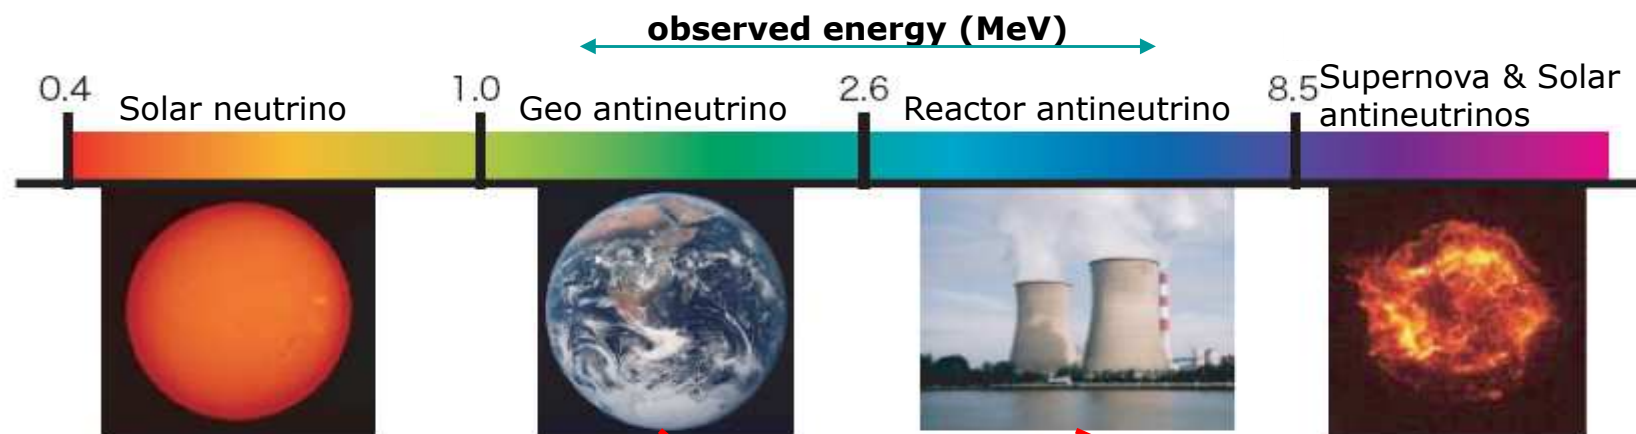 observed energy (MeV)
0.4
Solar neutrino
1.0
Geo antineutrino
2.6
Reactor antineutrino
8.5
Supernova & Solar
antineutrinos